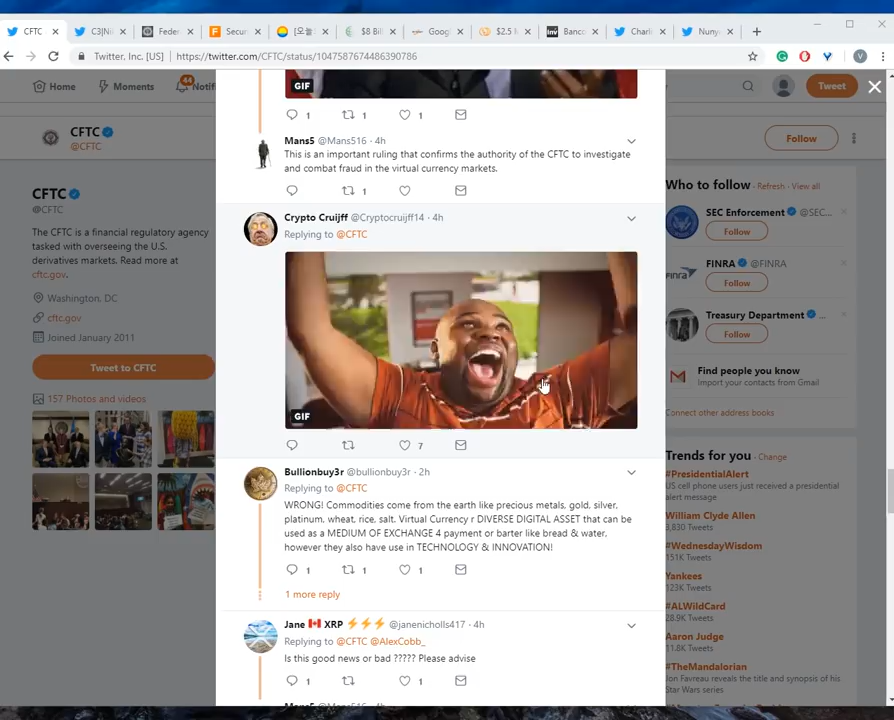 CFTC
C3|Ni
Feder
Secur
[오늘
$8 Bill
Goog
$2.5 M
Banco
Charli
Nuny
Twitter, Inc. [US] https://twitter.com/CFTC/status/1047587674486390786
V
Home
Moments
44
Notifi
Tweet
CFTC
@CFTC
Follow
CFTC
@CFTC
The CFTC is a financial regulatory agency
tasked with overseeing the U.S.
derivatives markets. Read more at
cftc.gov.
Washington, DC
cftc.gov
Joined January 2011
Tweet to CFTC
157 Photos and videos
GIF
1 1 1
Mans5 @Mans516 · 4h
This is an important ruling that confirms the authority of the CFTC to investigate
and combat fraud in the virtual currency markets.
1
Crypto Cruijff @Cryptocruijff14 · 4h
Replying to @CFTC
GIF
7
Bullionbuy3r @bullionbuy3r · 2h
Replying to @CFTC
WRONG! Commodities come from the earth like precious metals, gold, silver,
platinum, wheat, rice, salt. Virtual Currency r DIVERSE DIGITAL ASSET that can be
used as a MEDIUM OF EXCHANGE 4 payment or barter like bread & water,
however they also have use in TECHNOLOGY & INNOVATION!
1 1 1
1 more reply
Jane 🇨🇦 XRP ⚡⚡⚡ @janenicholls417 · 4h
Replying to @CFTC @AlexCobb_
Is this good news or bad ????? Please advise
1 1
Who to follow · Refresh · View all
SEC Enforcement @SEC...
Follow
FINRA @FINRA
Follow
Treasury Department ...
Follow
Find people you know
Import your contacts from Gmail
Connect other address books
Trends for you · Change
#PresidentialAlert
US cell phone users just received a presidential
alert message
William Clyde Allen
3,830 Tweets
#WednesdayWisdom
151K Tweets
Yankees
123K Tweets
#ALWildCard
28.9K Tweets
Aaron Judge
11.8K Tweets
#TheMandalorian
Jon Favreau reveals the title and synopsis of his
Star Wars series